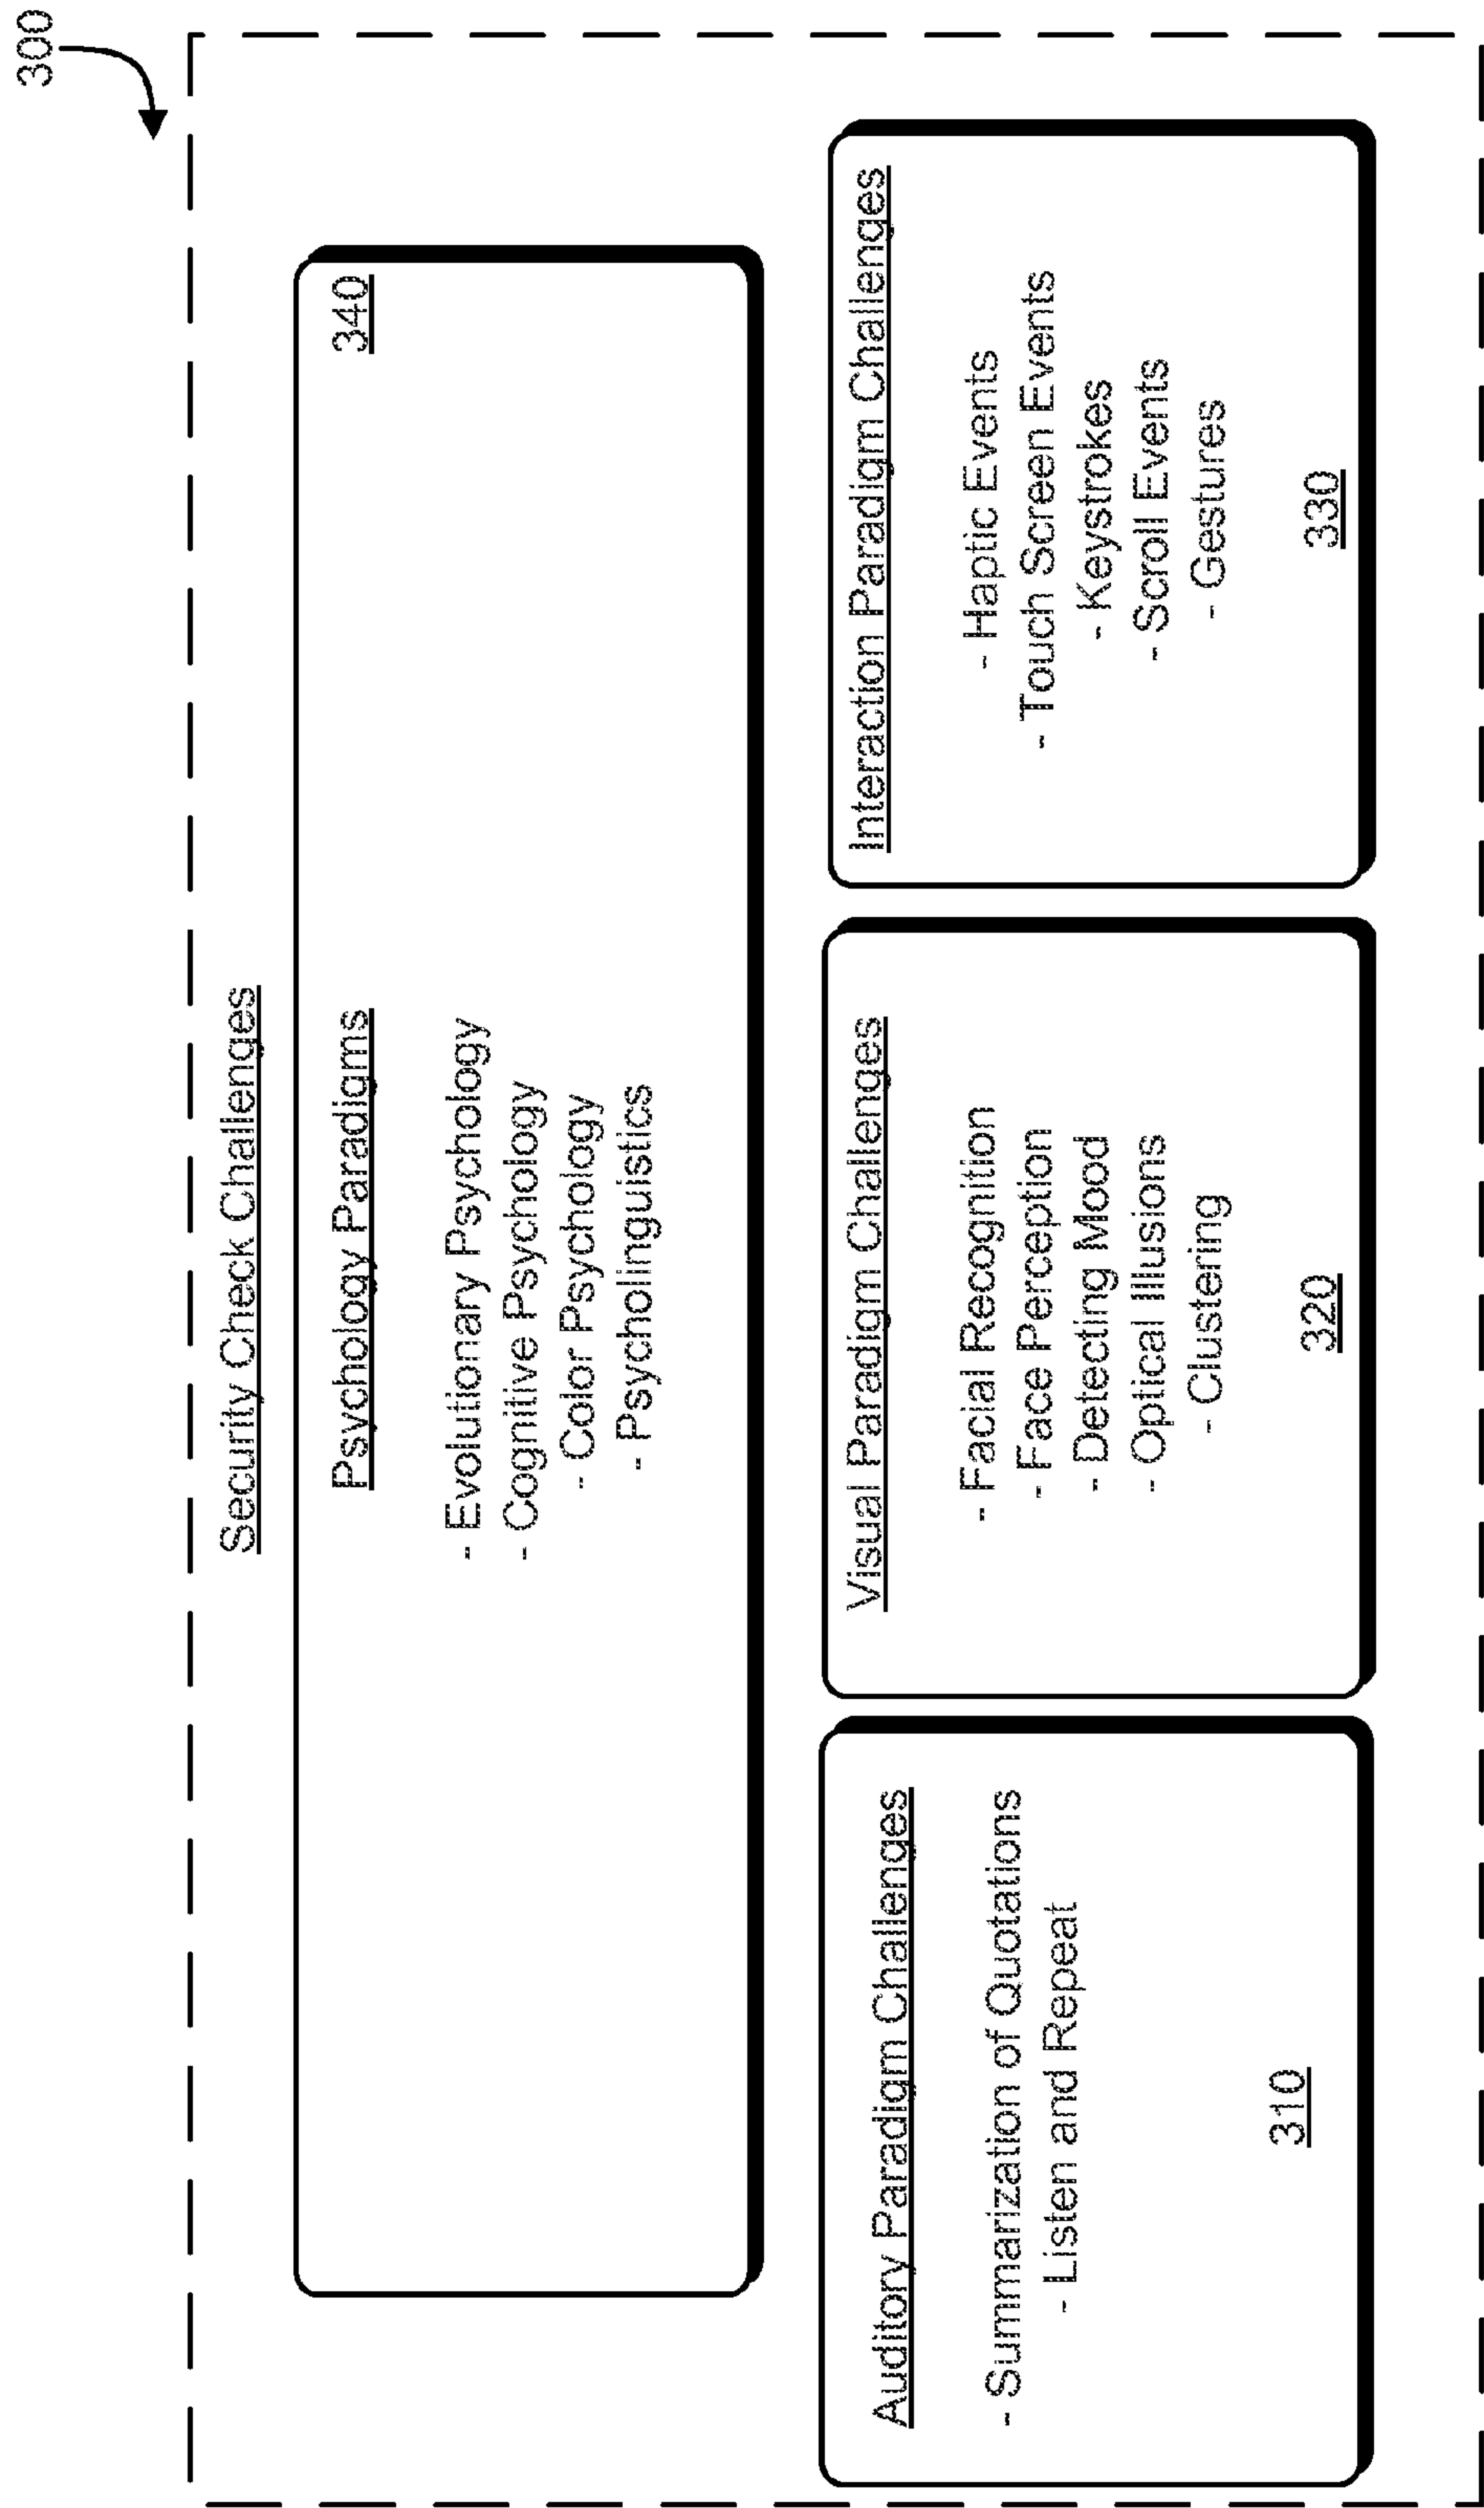 300
Security Check Challenges
Psychology Paradigms
340
- Evolutionary Psychology
- Cognitive Psychology
- Color Psychology
- Psycholinguistics
Auditory Paradigm Challenges
- Summarization of Quotations
- Listen and Repeat
310
Visual Paradigm Challenges
- Facial Recognition
- Face Perception
- Detecting Mood
- Optical Illusions
- Clustering
320
Interaction Paradigm Challenges
- Haptic Events
- Touch Screen Events
- Keystrokes
- Scroll Events
- Gestures
330